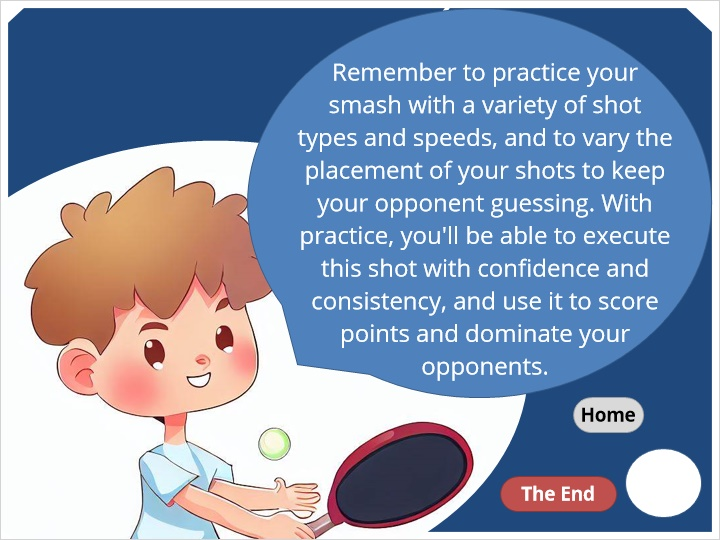 Remember to practice your
smash with a variety of shot
types and speeds, and to vary the
placement of your shots to keep
your opponent guessing. With
practice, you'll be able to execute
this shot with confidence and
consistency, and use it to score
points and dominate your
opponents.
Home
The End